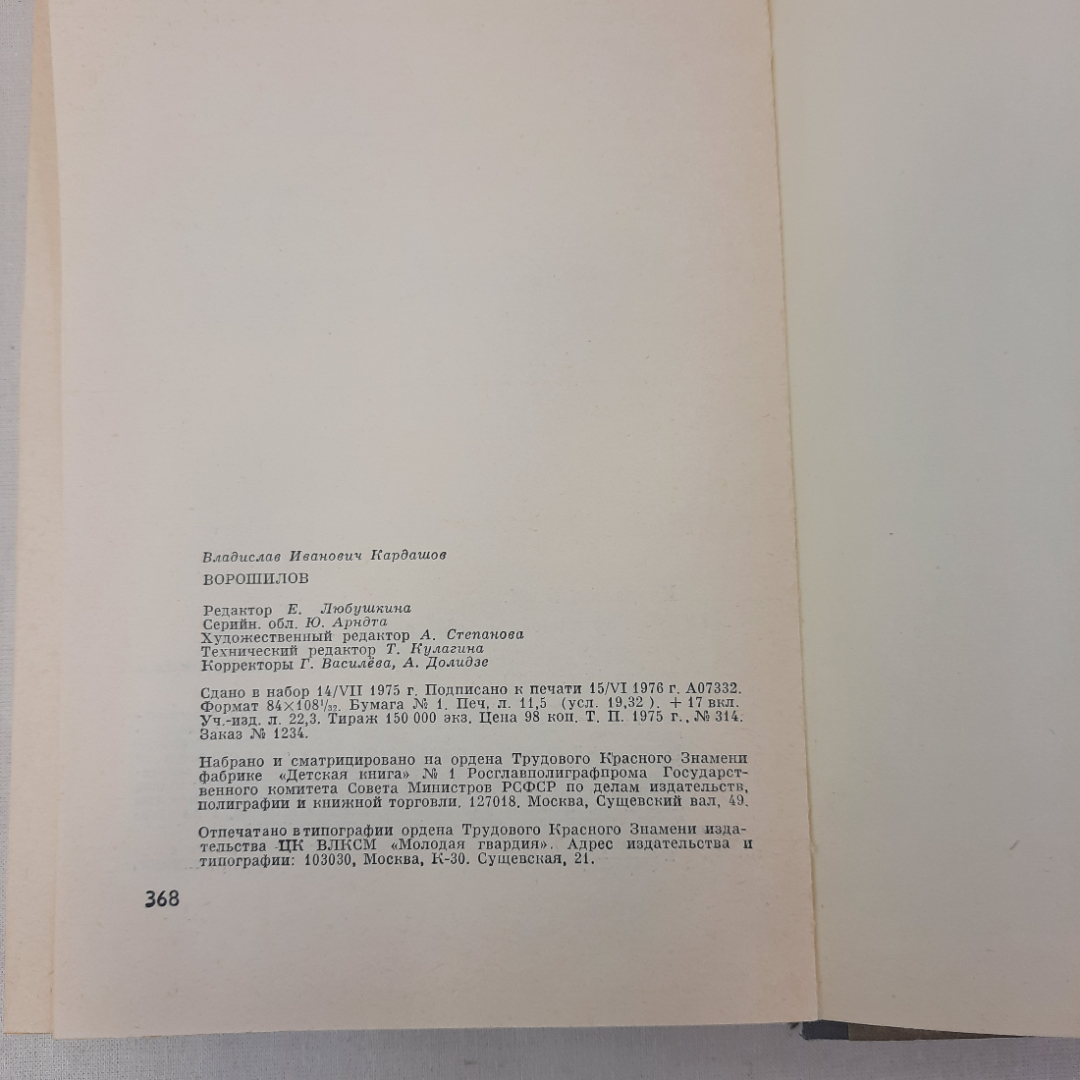 Владислав Иванович Кардашов
ВОРОШИЛОВ
Редактор Е. Любушкина
Серийн. обл. Ю. Арндта
Художественный редактор А. Степанова
Технический редактор Т. Кулагина
Корректоры Г. Василёва, А. Долидзе
Сдано в набор 14/VII 1975 г. Подписано к печати 15/VI 1976 г. А07332.
Формат 84×108¹/₃₂. Бумага № 1. Печ. л. 11,5 (усл. 19,32 ). + 17 вкл.
Уч.-изд. л. 22,3. Тираж 150 000 экз. Цена 98 коп. Т. П. 1975 г., № 314.
Заказ № 1234.
Набрано и сматрицировано на ордена Трудового Красного Знамени
фабрике «Детская книга» № 1 Росглавполиграфпрома Государст-
венного комитета Совета Министров РСФСР по делам издательств,
полиграфии и книжной торговли. 127018. Москва, Сущевский вал, 49.
Отпечатано в типографии ордена Трудового Красного Знамени изда-
тельства ЦК ВЛКСМ «Молодая гвардия». Адрес издательства и
типографии: 103030, Москва, К-30. Сущевская, 21.
368